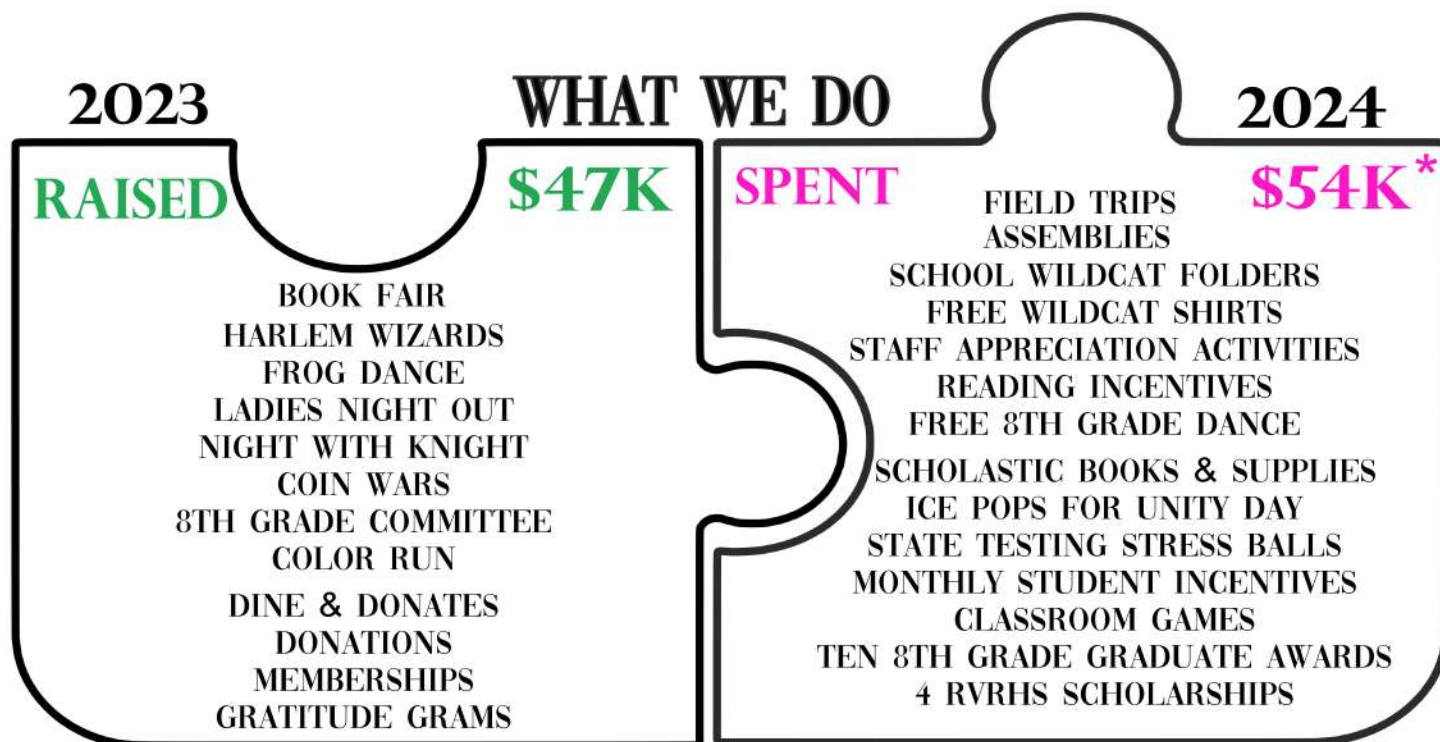 2023
WHAT WE DO
2024
RAISED
$47K
BOOK FAIR
HARLEM WIZARDS
FROG DANCE
LADIES NIGHT OUT
NIGHT WITH KNIGHT
COIN WARS
8TH GRADE COMMITTEE
COLOR RUN
DINE & DONATES
DONATIONS
MEMBERSHIPS
GRATITUDE GRAMS
SPENT
$54K*
FIELD TRIPS
ASSEMBLIES
SCHOOL WILDCAT FOLDERS
FREE WILDCAT SHIRTS
STAFF APPRECIATION ACTIVITIES
READING INCENTIVES
FREE 8TH GRADE DANCE
SCHOLASTIC BOOKS & SUPPLIES
ICE POPS FOR UNITY DAY
STATE TESTING STRESS BALLS
MONTHLY STUDENT INCENTIVES
CLASSROOM GAMES
TEN 8TH GRADE GRADUATE AWARDS
4 RVRHS SCHOLARSHIPS